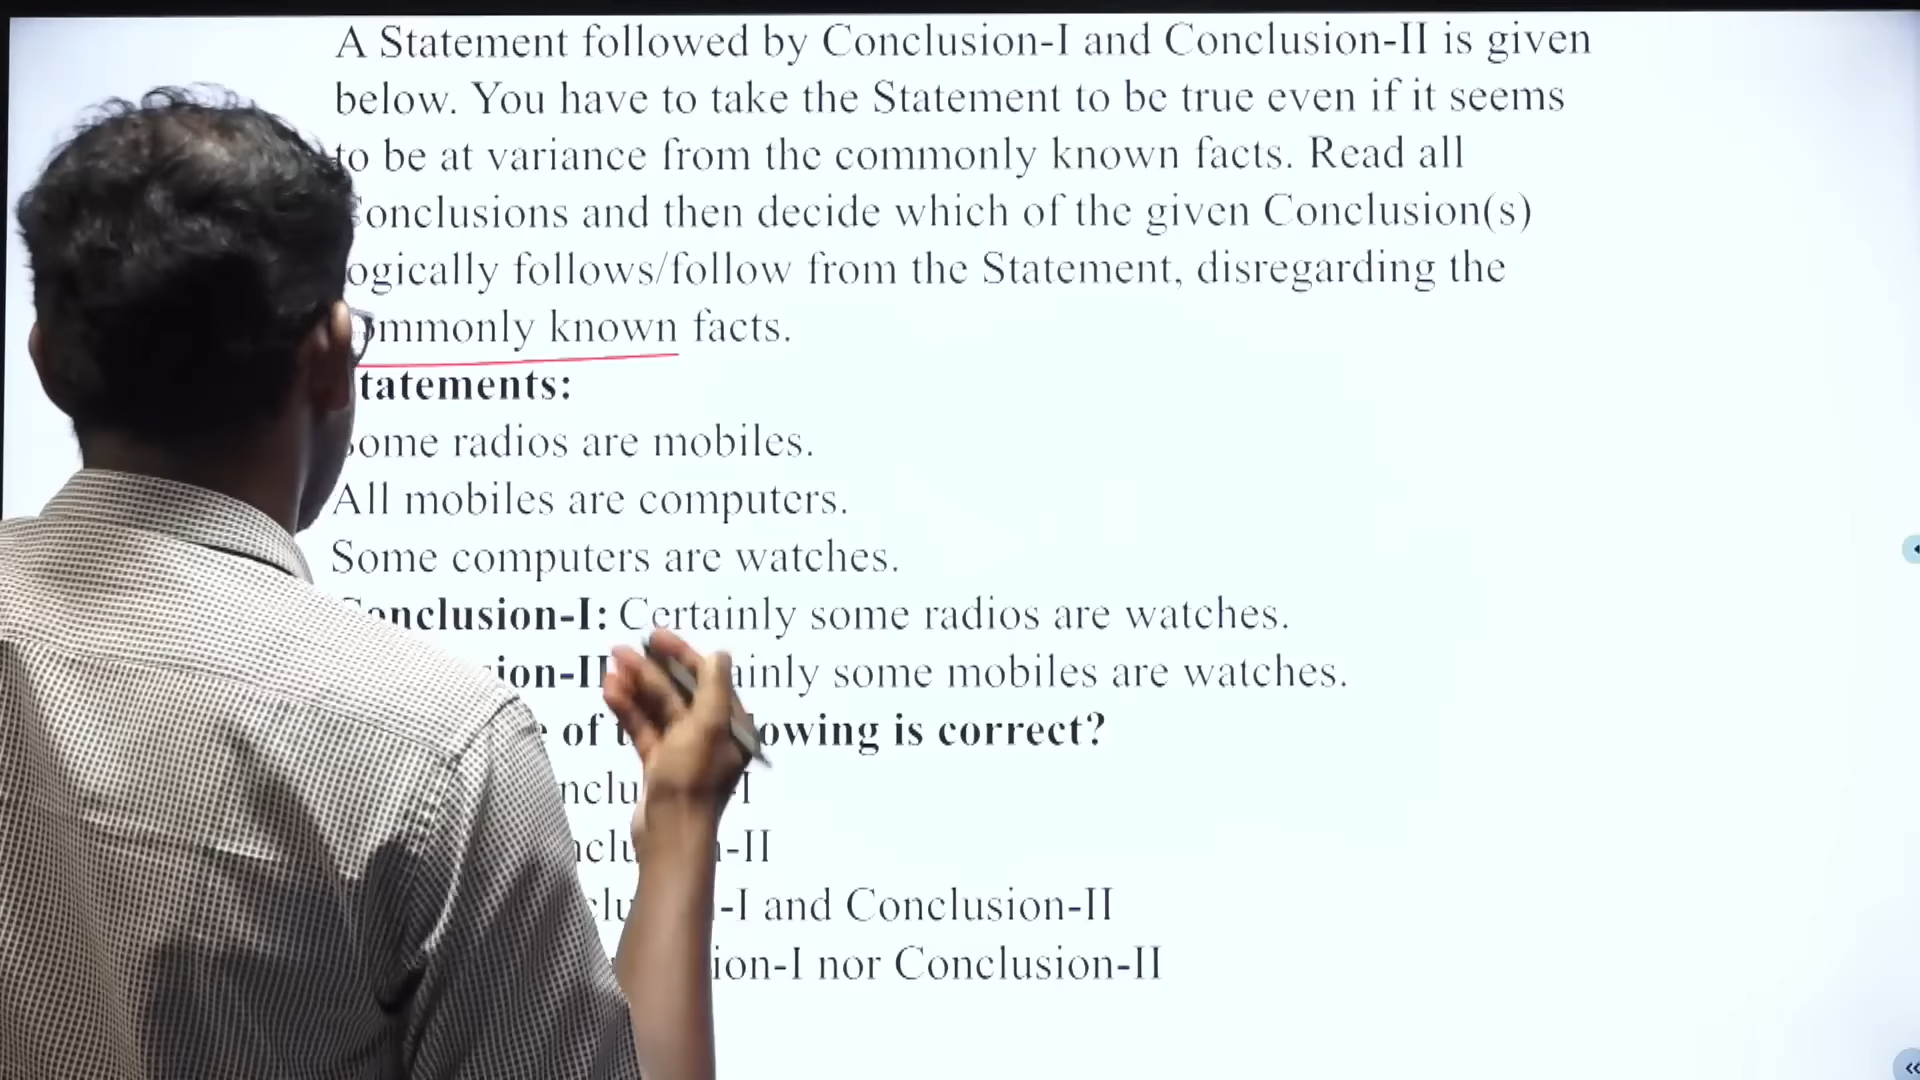 A Statement followed by Conclusion-I and Conclusion-II is given
below. You have to take the Statement to be true even if it seems
to be at variance from the commonly known facts. Read all
onclusions and then decide which of the given Conclusion(s)
ogically follows/follow from the Statement, disregarding the
ommonly known facts.
tatements:
ome radios are mobiles.
All mobiles are computers.
Some computers are watches.
onclusion-I: Certainly some radios are watches.
ion-II ainly some mobiles are watches.
of owing is correct?
nclu -I
nclu -II
clu -I and Conclusion-II
ion-I nor Conclusion-II